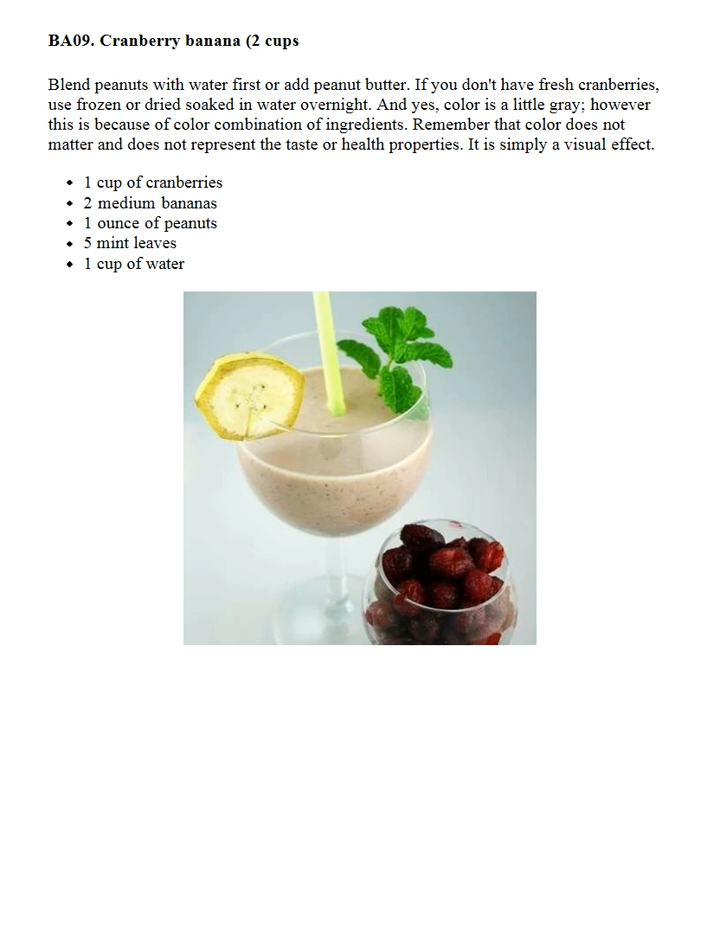 BA09. Cranberry banana (2 cups
Blend peanuts with water first or add peanut butter. If you don't have fresh cranberries,
use frozen or dried soaked in water overnight. And yes, color is a little gray; however
this is because of color combination of ingredients. Remember that color does not
matter and does not represent the taste or health properties. It is simply a visual effect.
• 1 cup of cranberries
• 2 medium bananas
• 1 ounce of peanuts
• 5 mint leaves
• 1 cup of water